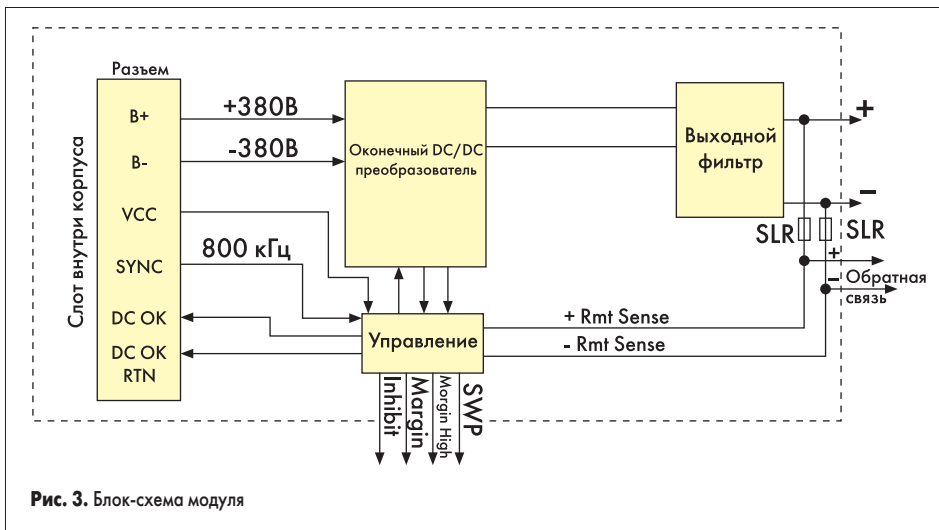 Разъем
Слот внутри корпуса
B+
B-
VCC
SYNC
DC OK
DC OK
RTN
+380В
-380В
800 кГц
Оконечный DC/DC
преобразователь
Выходной
фильтр
+
−
SLR
SLR
+
− Обратная
связь
Управление
+ Rmt Sense
- Rmt Sense
Inhibit
Margin
Morgin High
SWP
Рис. 3. Блок-схема модуля